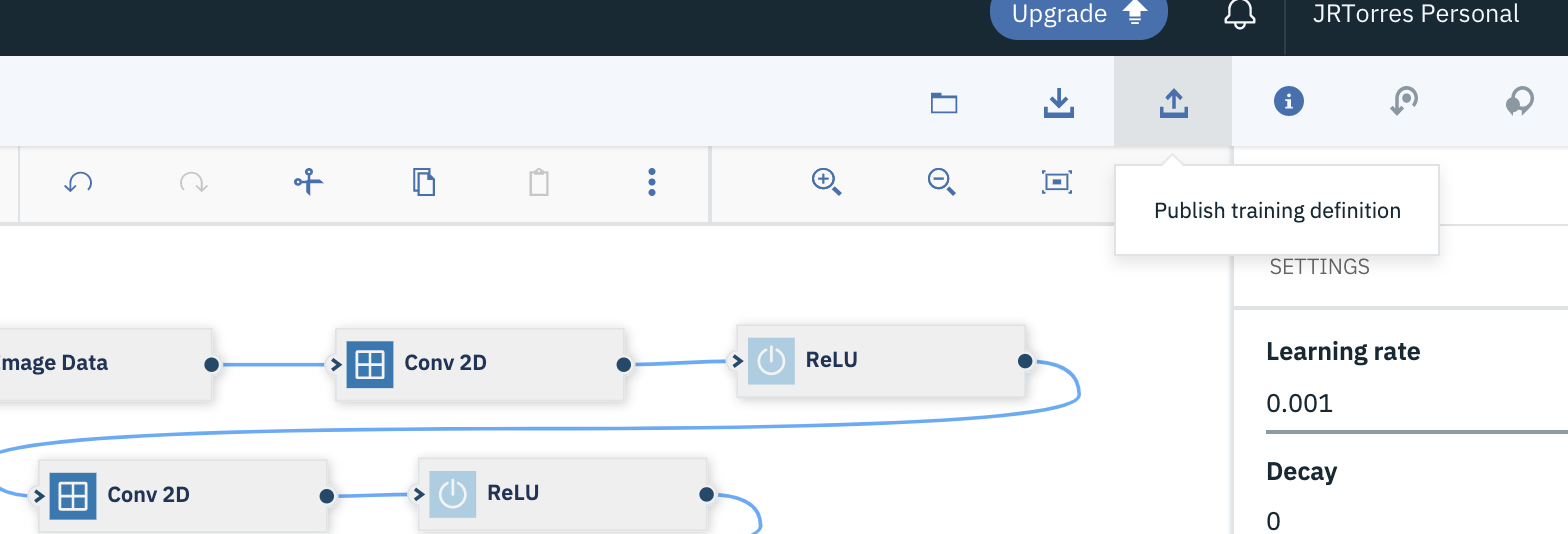 Upgrade
JRTorres Personal
Publish training definition
SETTINGS
mage Data
Conv 2D
ReLU
Learning rate
0.001
Conv 2D
ReLU
Decay
0